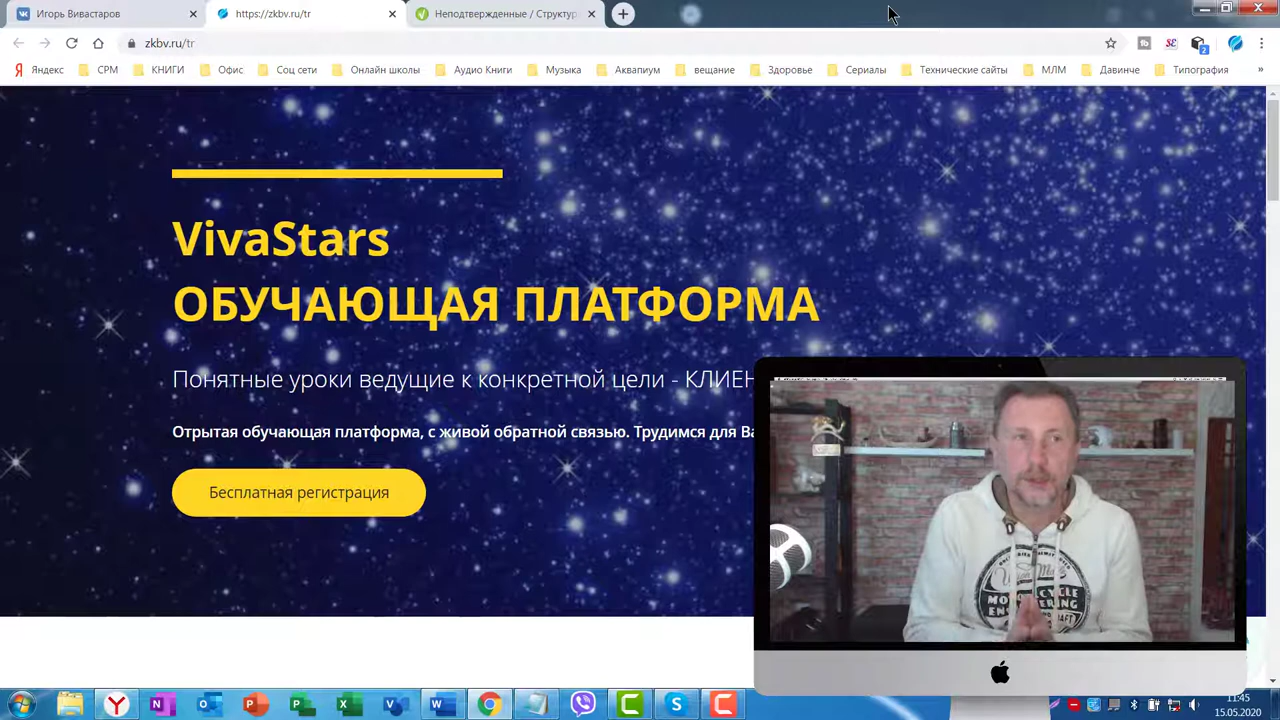 Игорь Вивастаров
https://zkbv.ru/tr
Неподтвержденные / Структур
zkbv.ru/tr
2
Яндекс
СРМ
КНИГИ
Офис
Соц сети
Онлайн школы
Аудио Книги
Музыка
Аквапиум
вещание
Здоровье
Сериалы
Технические сайты
МЛМ
Давинче
Типография
»
VivaStars
ОБУЧАЮЩАЯ ПЛАТФОРМА
Понятные уроки ведущие к конкретной цели - КЛИЕН
Отрытая обучающая платформа, с живой обратной связью. Трудимся для Ва
Бесплатная регистрация
MOTORCYCLE
11:45
15.05.2020